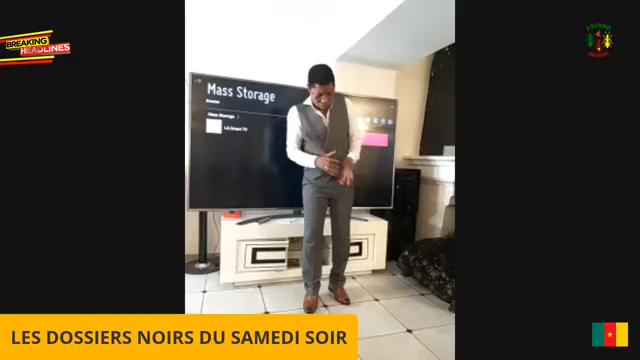 BREAKING
HEADLINES
Mass Storage
Mass Storage
LG Smart TV
LES DOSSIERS NOIRS DU SAMEDI SOIR